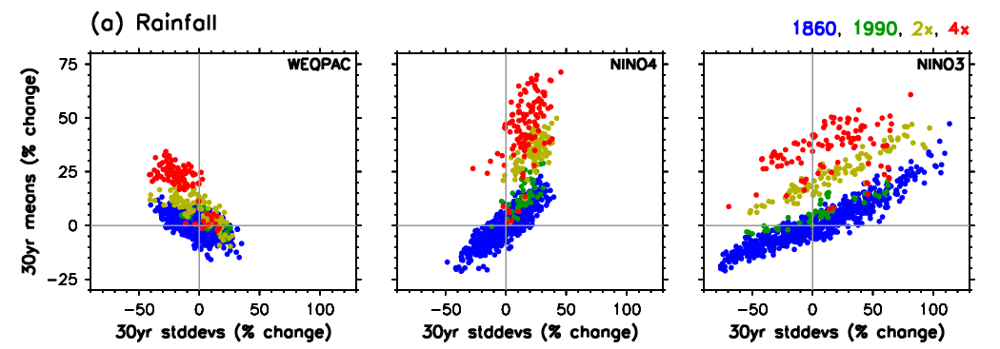 (a) Rainfall
1860, 1990, 2x, 4x
30yr means (% change)
75
50
25
0
−25
WEQPAC
NINO4
NINO3
−50 0 50 100
−50 0 50 100
−50 0 50 100
30yr stddevs (% change)
30yr stddevs (% change)
30yr stddevs (% change)